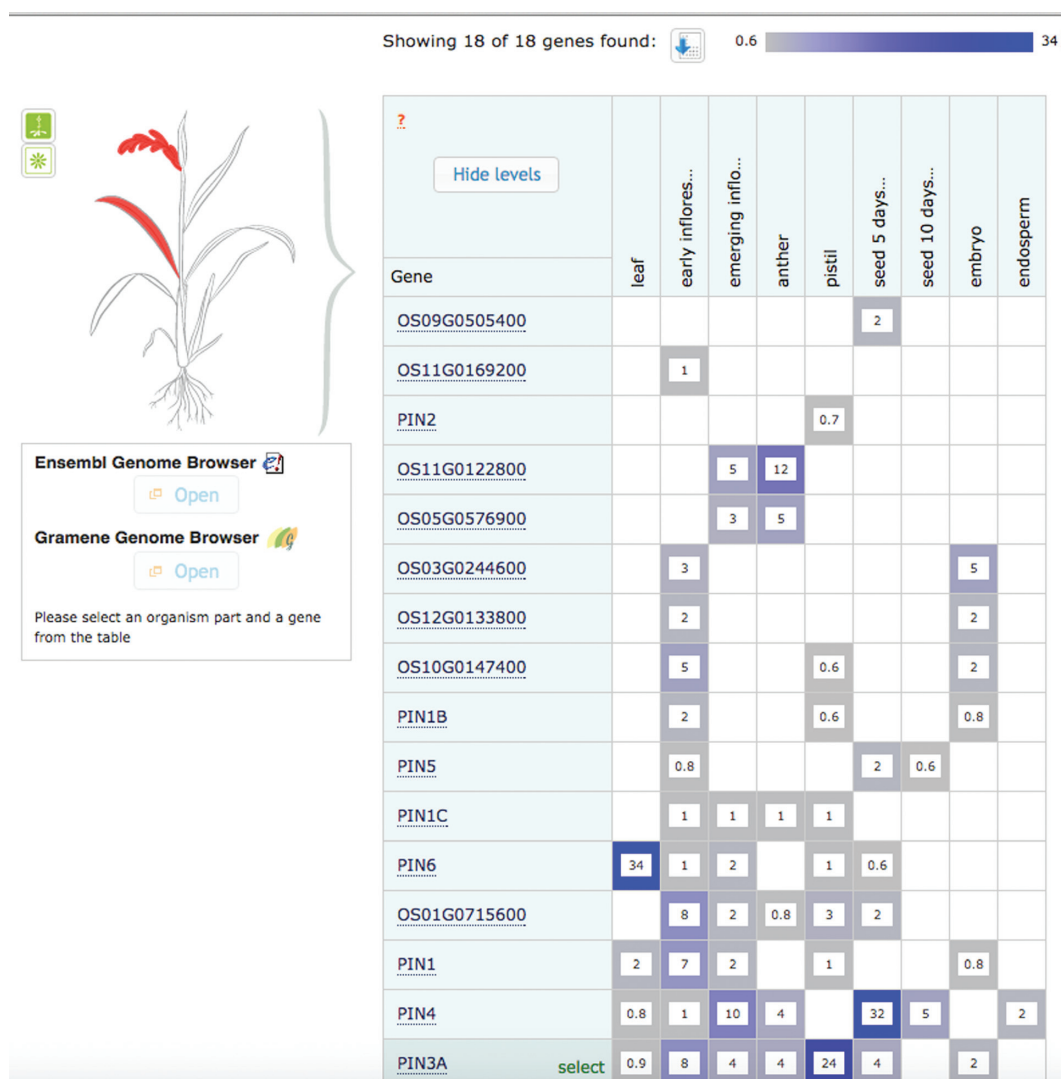 Showing 18 of 18 genes found: 0.6 34
?
Hide levels
Gene leaf early inflores... emerging inflo... anther pistil seed 5 days... seed 10 days... embryo endosperm
OS09G0505400 2
OS11G0169200 1
PIN2 0.7
OS11G0122800 5 12
OS05G0576900 3 5
OS03G0244600 3 5
OS12G0133800 2 2
OS10G0147400 5 0.6 2
PIN1B 2 0.6 0.8
PIN5 0.8 2 0.6
PIN1C 1 1 1 1
PIN6 34 1 2 1 0.6
OS01G0715600 8 2 0.8 3 2
PIN1 2 7 2 1 0.8
PIN4 0.8 1 10 4 32 5 2
PIN3A select 0.9 8 4 4 24 4 2
Ensembl Genome Browser e!
Open
Gramene Genome Browser G
Open
Please select an organism part and a gene
from the table